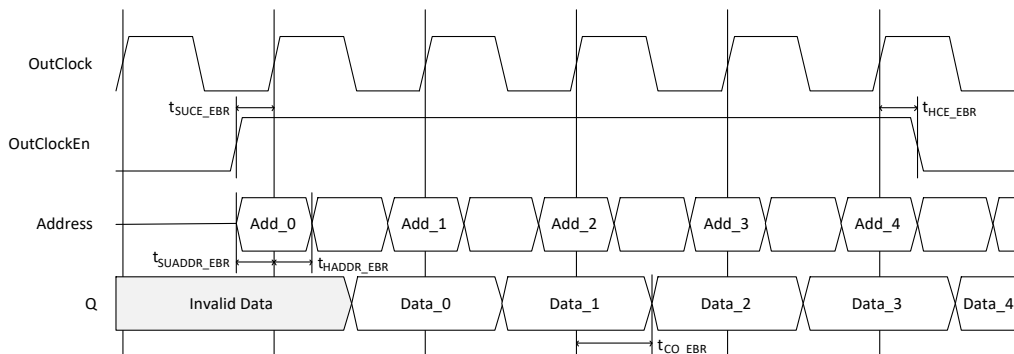 OutClock
tSUCE_EBR
tHCE_EBR
OutClockEn
Address Add_0 Add_1 Add_2 Add_3 Add_4
tSUADDR_EBR tHADDR_EBR
Q Invalid Data Data_0 Data_1 Data_2 Data_3 Data_4
tCO_EBR